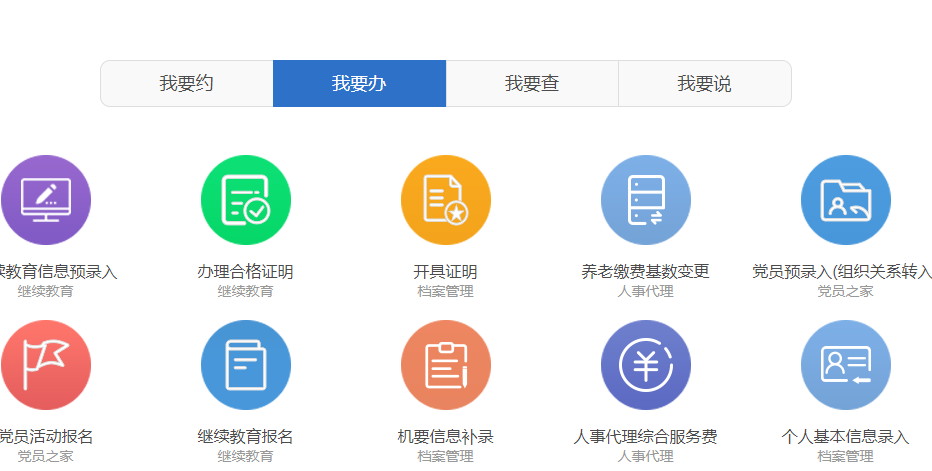 我要约 我要办 我要查 我要说
续教育信息预录入 办理合格证明 开具证明 养老缴费基数变更 党员预录入(组织关系转入
继续教育 继续教育 档案管理 人事代理 党员之家
党员活动报名 继续教育报名 机要信息补录 人事代理综合服务费 个人基本信息录入
党员之家 继续教育 档案管理 人事代理 档案管理